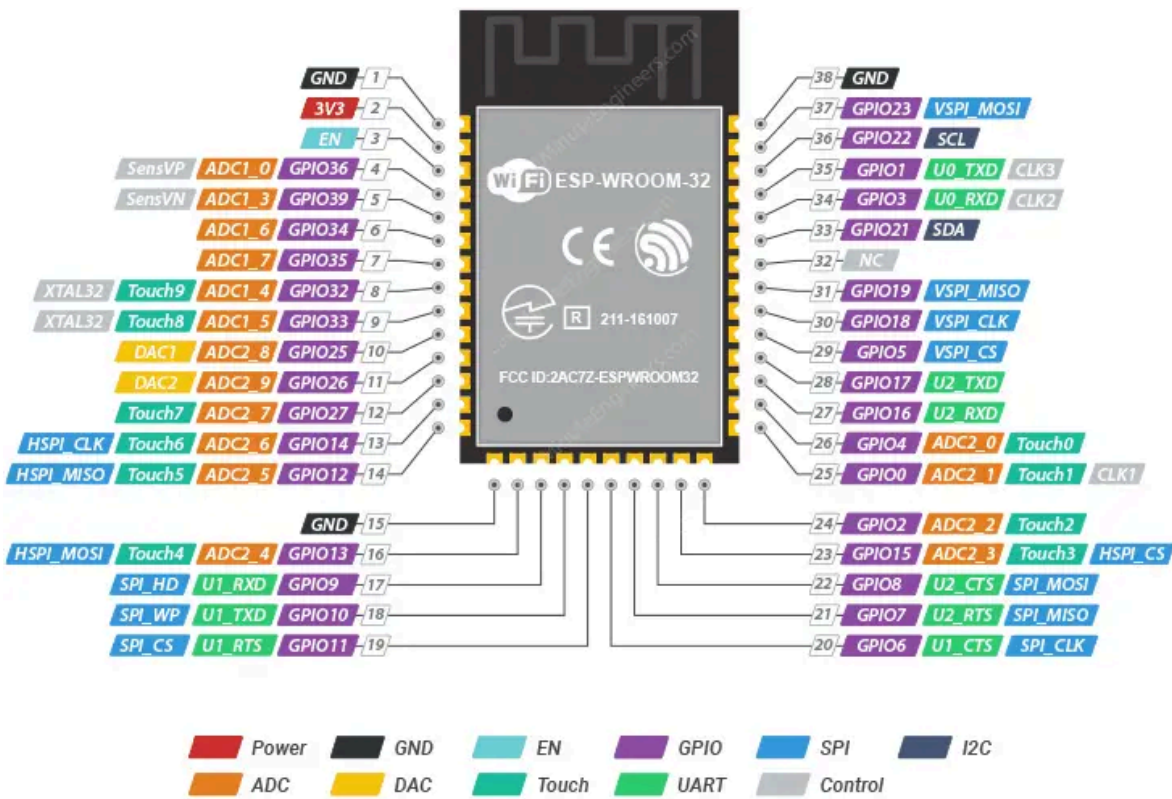 GND 1
3V3 2
EN 3
SensVP ADC1_0 GPIO36 4
SensVN ADC1_3 GPIO39 5
ADC1_6 GPIO34 6
ADC1_7 GPIO35 7
XTAL32 Touch9 ADC1_4 GPIO32 8
XTAL32 Touch8 ADC1_5 GPIO33 9
DAC1 ADC2_8 GPIO25 10
DAC2 ADC2_9 GPIO26 11
Touch7 ADC2_7 GPIO27 12
HSPI_CLK Touch6 ADC2_6 GPIO14 13
HSPI_MISO Touch5 ADC2_5 GPIO12 14
GND 15
HSPI_MOSI Touch4 ADC2_4 GPIO13 16
SPI_HD U1_RXD GPIO9 17
SPI_WP U1_TXD GPIO10 18
SPI_CS U1_RTS GPIO11 19
WiFi ESP-WROOM-32
CE
R 211-161007
FCC ID:2AC7Z-ESPWROOM32
38 GND
37 GPIO23 VSPI_MOSI
36 GPIO22 SCL
35 GPIO1 U0_TXD CLK3
34 GPIO3 U0_RXD CLK2
33 GPIO21 SDA
32 NC
31 GPIO19 VSPI_MISO
30 GPIO18 VSPI_CLK
29 GPIO5 VSPI_CS
28 GPIO17 U2_TXD
27 GPIO16 U2_RXD
26 GPIO4 ADC2_0 Touch0
25 GPIO0 ADC2_1 Touch1 CLK1
24 GPIO2 ADC2_2 Touch2
23 GPIO15 ADC2_3 Touch3 HSPI_CS
22 GPIO8 U2_CTS SPI_MOSI
21 GPIO7 U2_RTS SPI_MISO
20 GPIO6 U1_CTS SPI_CLK
Power GND EN GPIO SPI I2C
ADC DAC Touch UART Control